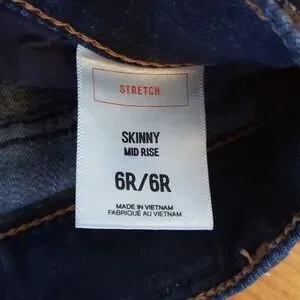 STRETCH
SKINNY
MID RISE
6R/6R
MADE IN VIETNAM
FABRIQUÉ AU VIETNAM